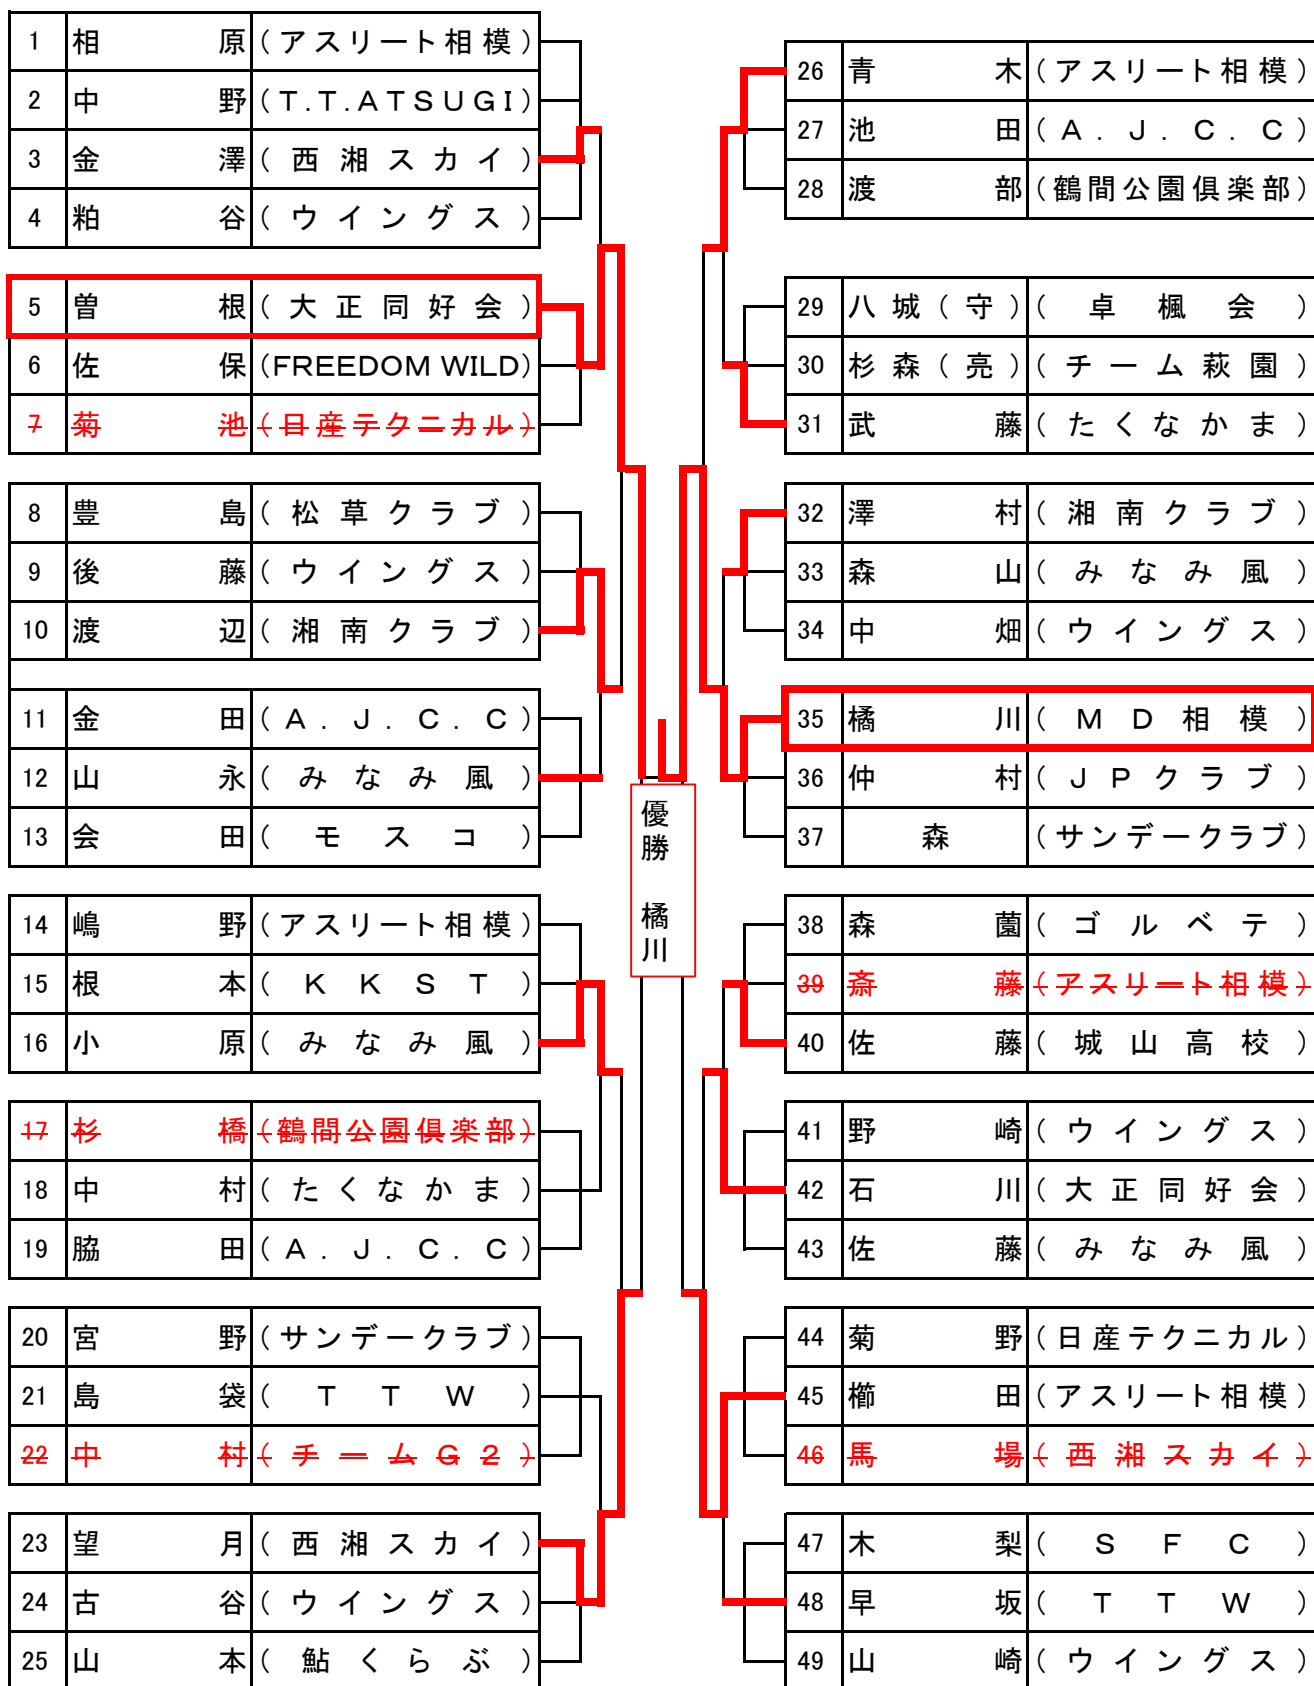 1 相原 (アスリート相模)
2 中野 (T.T.ATSUGI)
3 金澤 (西湘スカイ)
4 粕谷 (ウイングス)
5 曽根 (大正同好会)
6 佐保 (FREEDOM WILD)
7 菊池 (日産テクニカル)
8 豊島 (松草クラブ)
9 後藤 (ウイングス)
10 渡辺 (湘南クラブ)
11 金田 (A.J.C.C)
12 山永 (みなみ風)
13 会田 (モスコ)
14 嶋野 (アスリート相模)
15 根本 (KKST)
16 小原 (みなみ風)
17 杉橋 (鶴間公園倶楽部)
18 中村 (たくなかま)
19 脇田 (A.J.C.C)
20 宮野 (サンデークラブ)
21 島袋 (TTW)
22 中村 (チームG2)
23 望月 (西湘スカイ)
24 古谷 (ウイングス)
25 山本 (鮎くらぶ)
優勝 橘川
26 青木 (アスリート相模)
27 池田 (A.J.C.C)
28 渡部 (鶴間公園倶楽部)
29 八城(守) (卓楓会)
30 杉森(亮) (チーム萩園)
31 武藤 (たくなかま)
32 澤村 (湘南クラブ)
33 森山 (みなみ風)
34 中畑 (ウイングス)
35 橘川 (MD相模)
36 仲村 (JPクラブ)
37 森 (サンデークラブ)
38 森薗 (ゴルベテ)
39 斎藤 (アスリート相模)
40 佐藤 (城山高校)
41 野崎 (ウイングス)
42 石川 (大正同好会)
43 佐藤 (みなみ風)
44 菊野 (日産テクニカル)
45 櫛田 (アスリート相模)
46 馬場 (西湘スカイ)
47 木梨 (SFC)
48 早坂 (TTW)
49 山崎 (ウイングス)